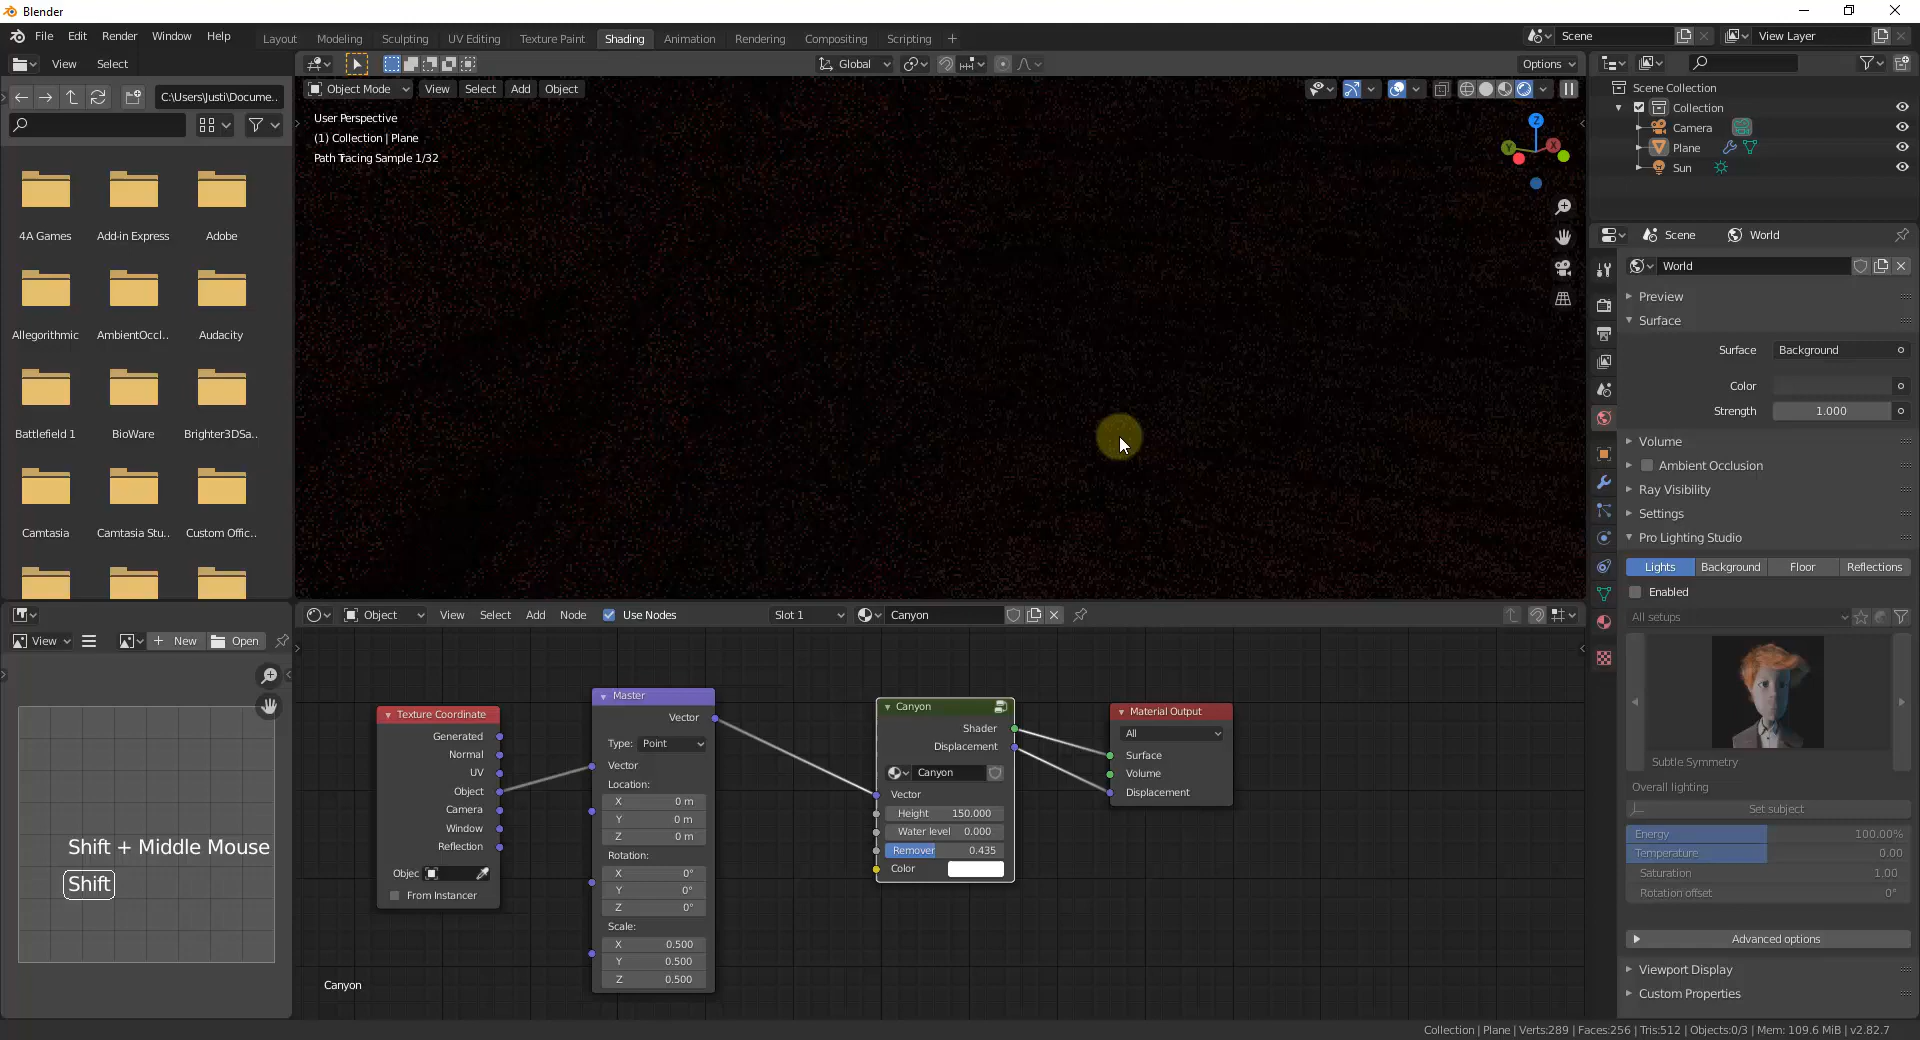 Blender
File Edit Render Window Help
Layout Modeling Sculpting UV Editing Texture Paint Shading Animation Rendering Compositing Scripting +
Scene
View Layer
View Select
Global
Options
C:\Users\Justi\Docume..
Object Mode View Select Add Object
User Perspective
(1) Collection | Plane
Path Tracing Sample 1/32
Z
Y
X
4A Games Add-in Express Adobe
Allegorithmic AmbientOccl.. Audacity
Battlefield 1 BioWare Brighter3DSa..
Camtasia Camtasia Stu.. Custom Offic..
Scene Collection
Collection
Camera
Plane
Sun
Scene World
World
Preview
Surface
Surface Background
Color
Strength 1.000
Volume
Ambient Occlusion
Ray Visibility
Settings
Pro Lighting Studio
Lights Background Floor Reflections
Enabled
All setups
Subtle Symmetry
Overall lighting
Set subject
Energy 100.00%
Temperature 0.00
Saturation 1.00
Rotation offset 0°
Advanced options
Viewport Display
Custom Properties
View + New Open
Shift + Middle Mouse
Shift
Object View Select Add Node Use Nodes Slot 1 Canyon
Texture Coordinate
Generated
Normal
UV
Object
Camera
Window
Reflection
Objec
From Instancer
Master
Vector
Type: Point
Vector
Location:
X 0 m
Y 0 m
Z 0 m
Rotation:
X 0°
Y 0°
Z 0°
Scale:
X 0.500
Y 0.500
Z 0.500
Canyon
Shader
Displacement
Canyon
Vector
Height 150.000
Water level 0.000
Remover 0.435
Color
Material Output
All
Surface
Volume
Displacement
Canyon
Collection | Plane | Verts:289 | Faces:256 | Tris:512 | Objects:0/3 | Mem: 109.6 MiB | v2.82.7